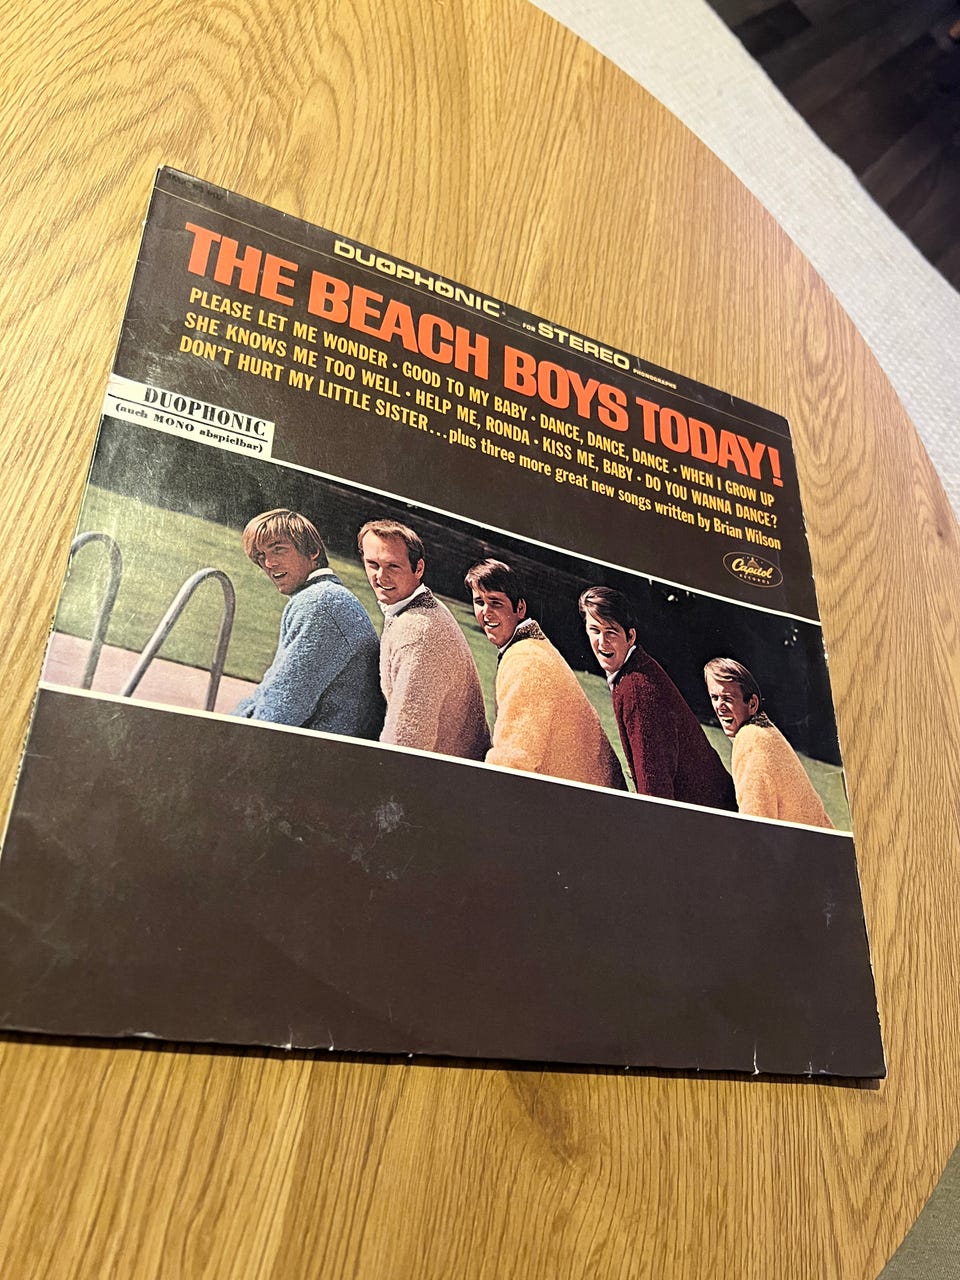 DUOPHONIC FOR STEREO PHONOGRAPHS
THE BEACH BOYS TODAY!
PLEASE LET ME WONDER • GOOD TO MY BABY • DANCE, DANCE, DANCE • WHEN I GROW UP
SHE KNOWS ME TOO WELL • HELP ME, RONDA • KISS ME, BABY • DO YOU WANNA DANCE?
DON'T HURT MY LITTLE SISTER...plus three more great new songs written by Brian Wilson
DUOPHONIC
(auch MONO abspielbar)
Capitol
RECORDS